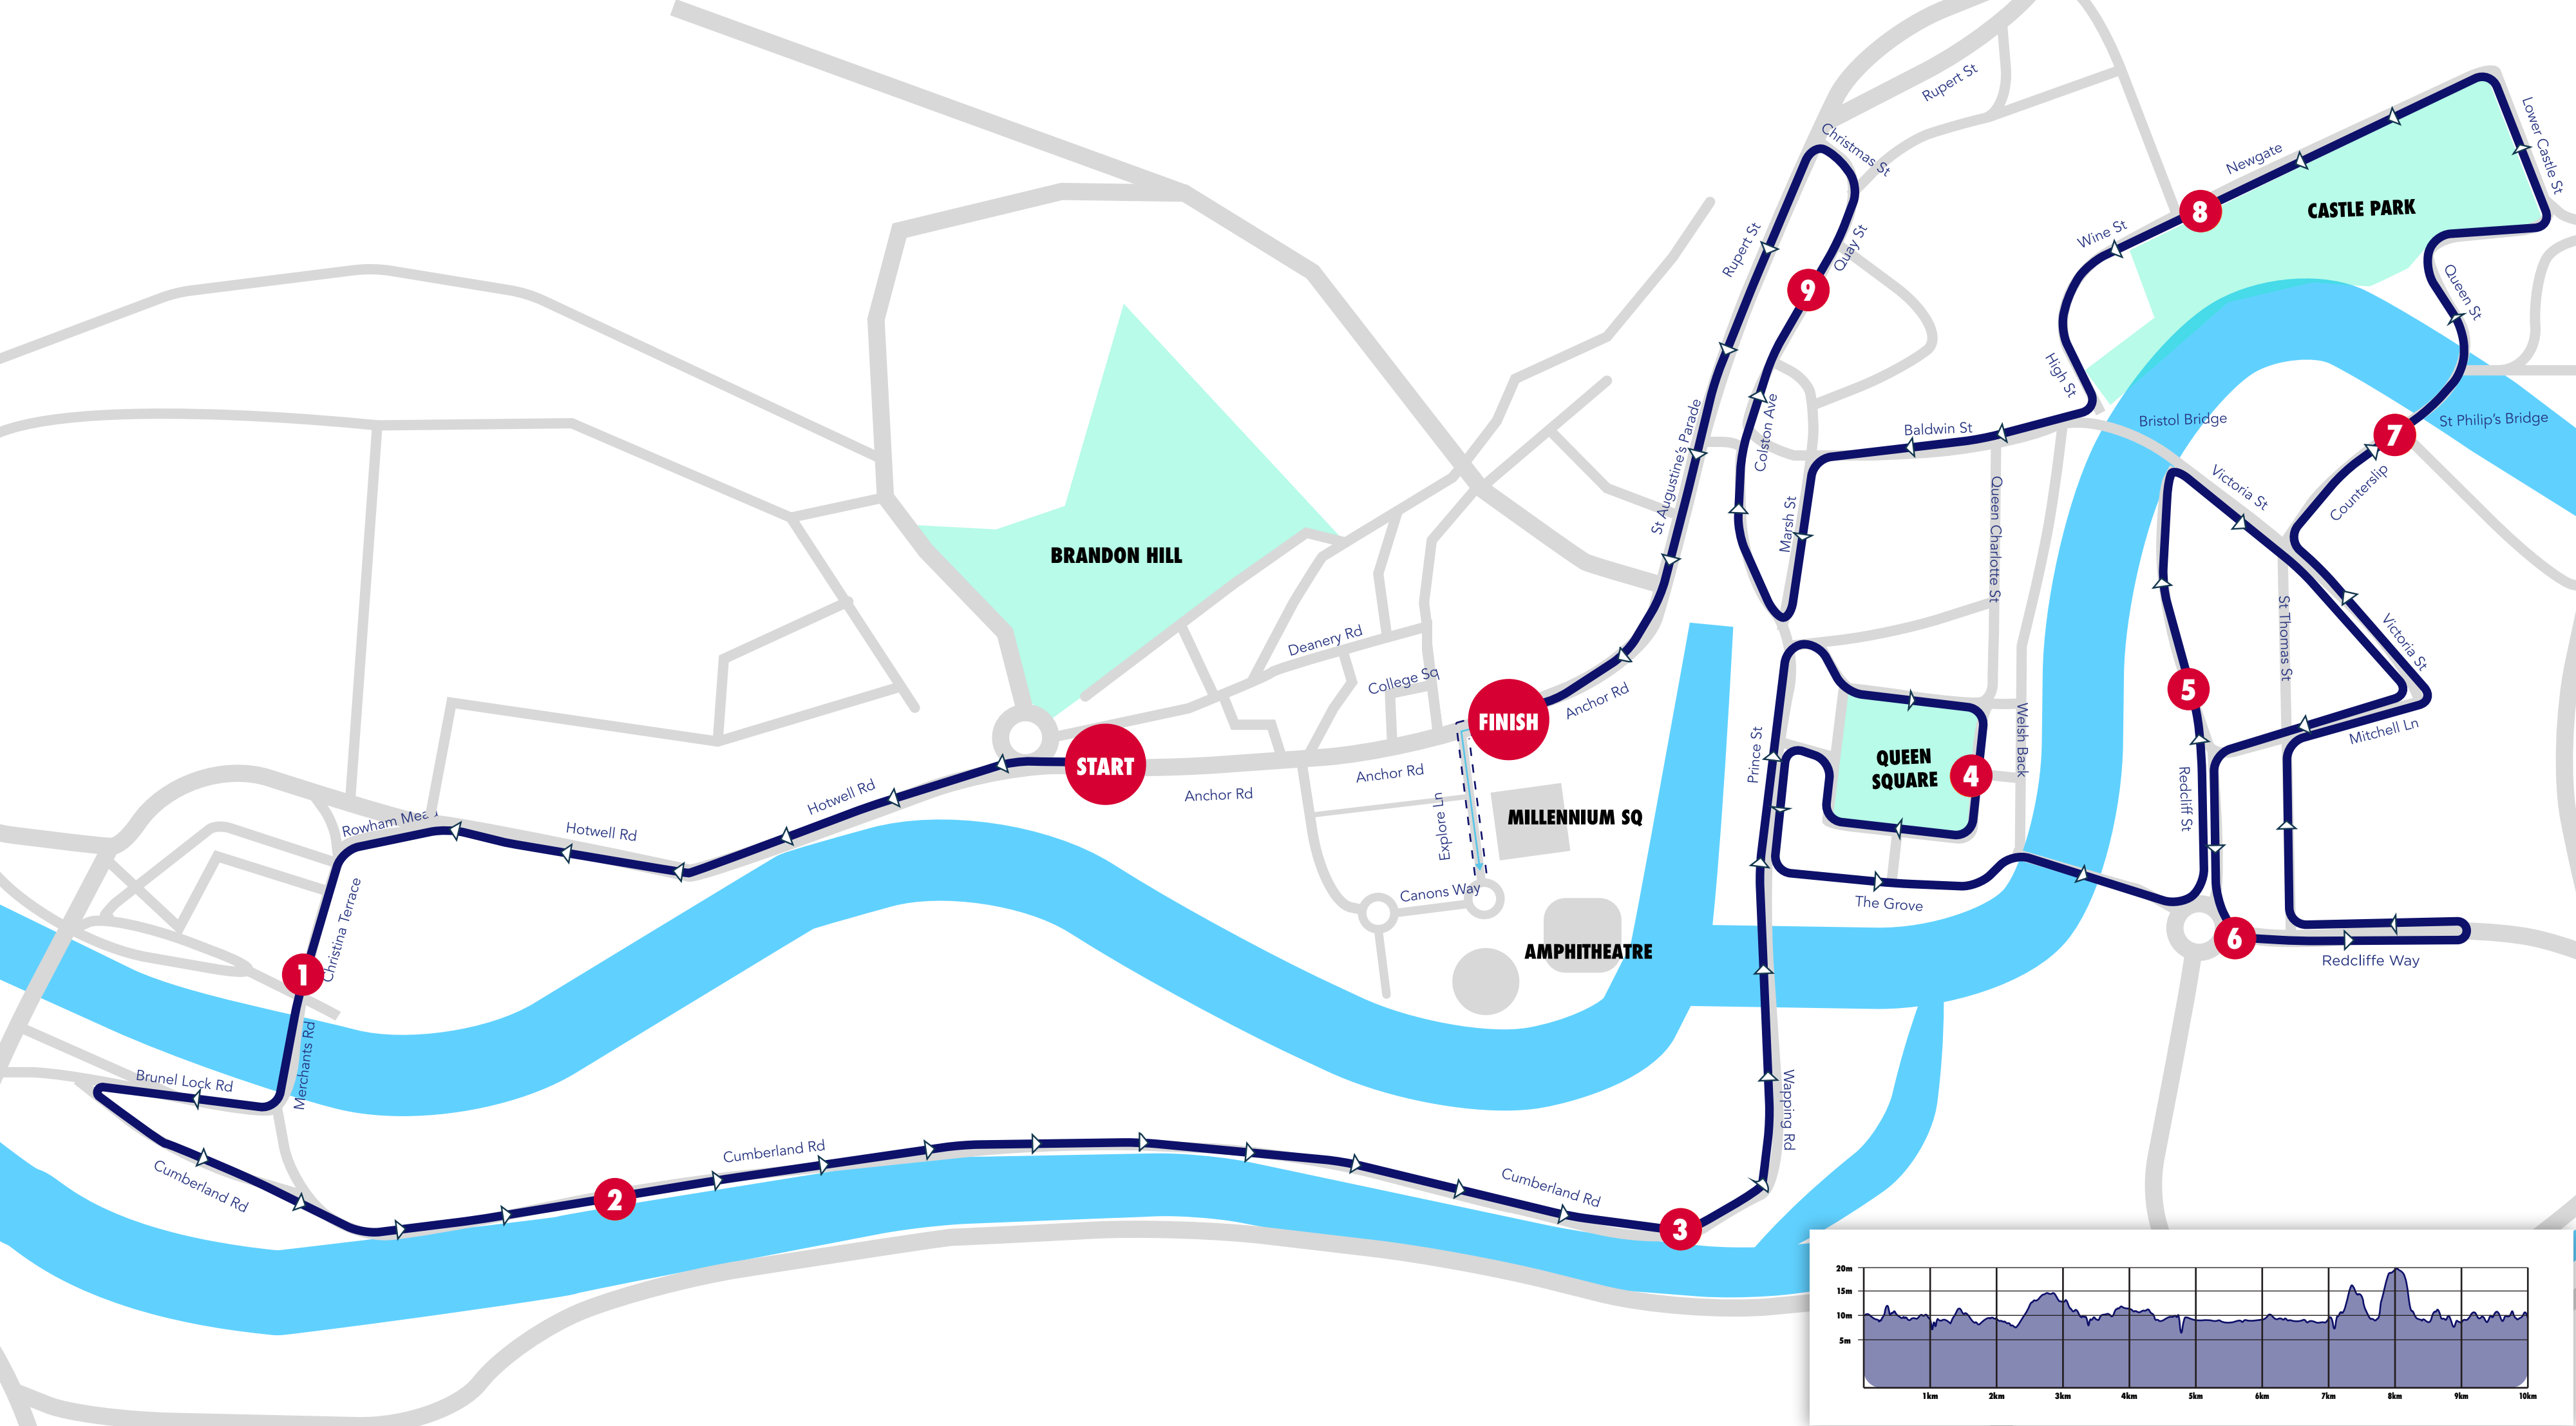 Rupert St
Christmas St
Lower Castle St
Newgate
CASTLE PARK
8
Wine St
Rupert St
Quay St
9
Queen St
High St
Bristol Bridge
St Philip's Bridge
7
Baldwin St
Colston Ave
St Augustine's Parade
Marsh St
Queen Charlotte St
Victoria St
Counterslip
BRANDON HILL
Deanery Rd
College Sq
Anchor Rd
FINISH
START
Anchor Rd
Anchor Rd
Explore Ln
MILLENNIUM SQ
Canons Way
AMPHITHEATRE
Prince St
QUEEN
SQUARE
4
Welsh Back
The Grove
5
Redcliff St
St Thomas St
Victoria St
Mitchell Ln
6
Redcliffe Way
Hotwell Rd
Hotwell Rd
Christina Terrace
1
Merchants Rd
Brunel Lock Rd
Cumberland Rd
2
Cumberland Rd
Cumberland Rd
3
Wapping Rd
20m
15m
10m
5m
1km 2km 3km 4km 5km 6km 7km 8km 9km 10km